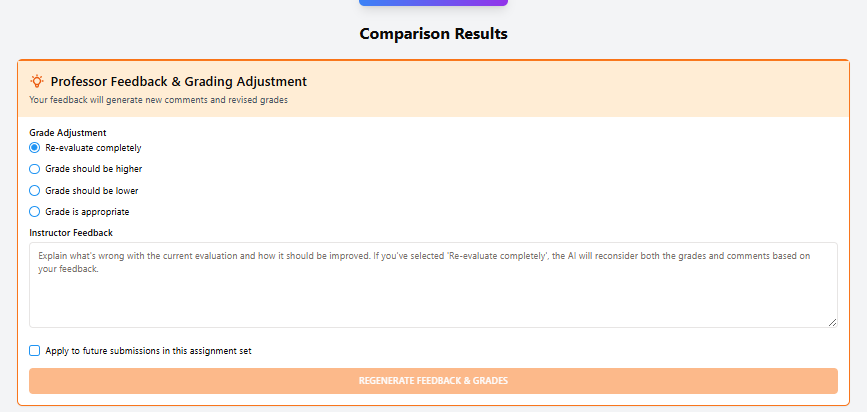 Comparison Results
Professor Feedback & Grading Adjustment
Your feedback will generate new comments and revised grades
Grade Adjustment
Re-evaluate completely
Grade should be higher
Grade should be lower
Grade is appropriate
Instructor Feedback
Explain what's wrong with the current evaluation and how it should be improved. If you've selected 'Re-evaluate completely', the AI will reconsider both the grades and comments based on
your feedback.
Apply to future submissions in this assignment set
REGENERATE FEEDBACK & GRADES